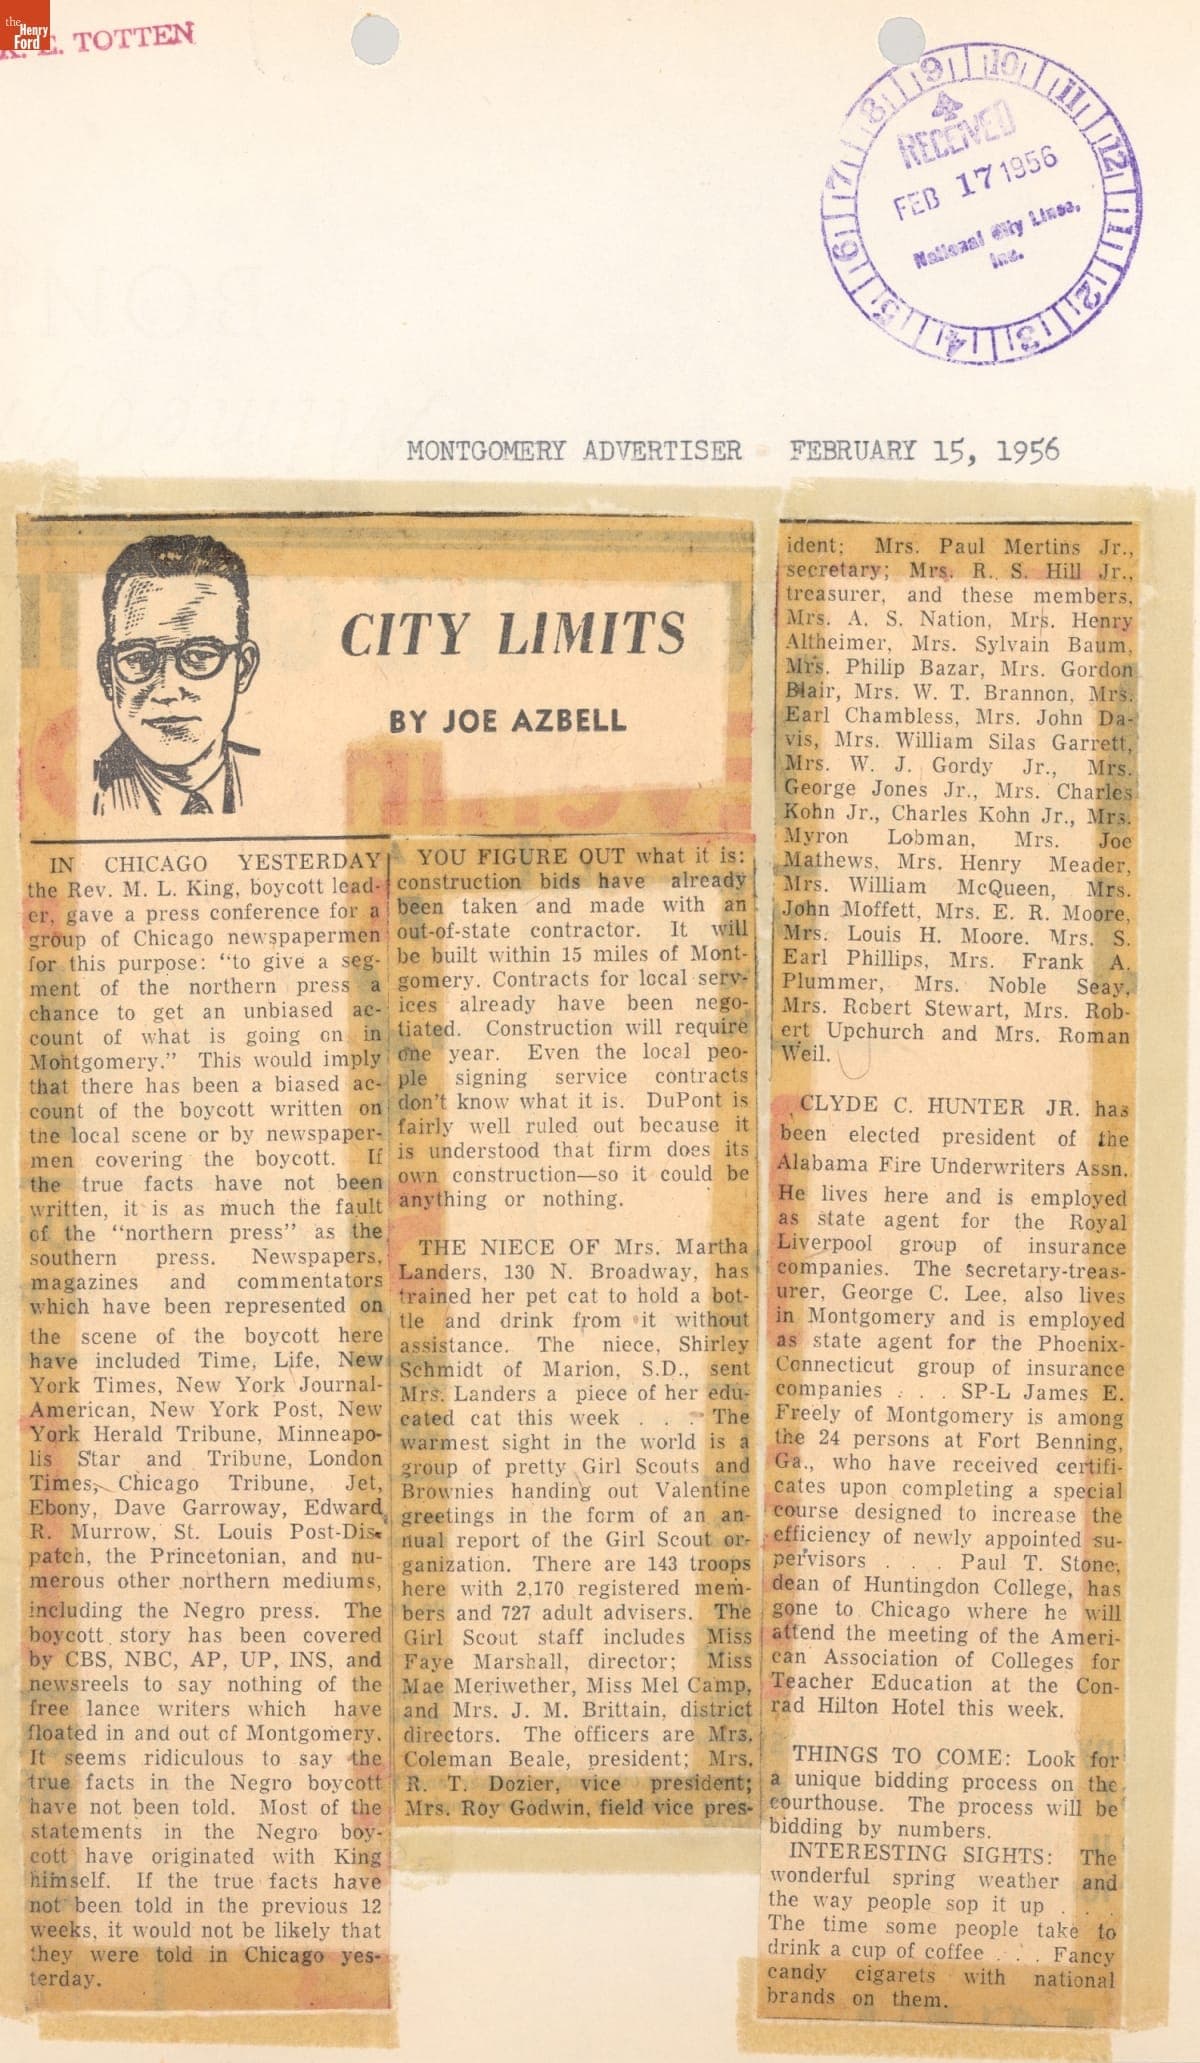 the
Henry
Ford
E. TOTTEN
9 10 11 12 1 2 3 4 5 6 7 8
RECEIVED
FEB 17 1956
National City Lines,
Inc.
MONTGOMERY ADVERTISER - FEBRUARY 15, 1956
CITY LIMITS
BY JOE AZBELL
IN CHICAGO YESTERDAY
the Rev. M. L. King, boycott lead-
er, gave a press conference for a
group of Chicago newspapermen
for this purpose: "to give a seg-
ment of the northern press a
chance to get an unbiased ac-
count of what is going on in
Montgomery." This would imply
that there has been a biased ac-
count of the boycott written on
the local scene or by newspaper-
men covering the boycott. If
the true facts have not been
written, it is as much the fault
of the "northern press" as the
southern press. Newspapers,
magazines and commentators
which have been represented on
the scene of the boycott here
have included Time, Life, New
York Times, New York Journal-
American, New York Post, New
York Herald Tribune, Minneapo-
lis Star and Tribune, London
Times, Chicago Tribune, Jet,
Ebony, Dave Garroway, Edward
R. Murrow, St. Louis Post-Dis-
patch, the Princetonian, and nu-
merous other northern mediums,
including the Negro press. The
boycott story has been covered
by CBS, NBC, AP, UP, INS, and
newsreels to say nothing of the
free lance writers which have
floated in and out of Montgomery.
It seems ridiculous to say the
true facts in the Negro boycott
have not been told. Most of the
statements in the Negro boy-
cott have originated with King
himself. If the true facts have
not been told in the previous 12
weeks, it would not be likely that
they were told in Chicago yes-
terday.
YOU FIGURE OUT what it is:
construction bids have already
been taken and made with an
out-of-state contractor. It will
be built within 15 miles of Mont-
gomery. Contracts for local serv-
ices already have been nego-
tiated. Construction will require
one year. Even the local peo-
ple signing service contracts
don't know what it is. DuPont is
fairly well ruled out because it
is understood that firm does its
own construction—so it could be
anything or nothing.
THE NIECE OF Mrs. Martha
Landers, 130 N. Broadway, has
trained her pet cat to hold a bot-
tle and drink from it without
assistance. The niece, Shirley
Schmidt of Marion, S.D., sent
Mrs. Landers a piece of her edu-
cated cat this week . . . The
warmest sight in the world is a
group of pretty Girl Scouts and
Brownies handing out Valentine
greetings in the form of an an-
nual report of the Girl Scout or-
ganization. There are 143 troops
here with 2,170 registered mem-
bers and 727 adult advisers. The
Girl Scout staff includes Miss
Faye Marshall, director; Miss
Mae Meriwether, Miss Mel Camp,
and Mrs. J. M. Brittain, district
directors. The officers are Mrs.
Coleman Beale, president; Mrs.
R. T. Dozier, vice president;
Mrs. Roy Godwin, field vice pres-
ident; Mrs. Paul Mertins Jr.,
secretary; Mrs. R. S. Hill Jr.,
treasurer, and these members,
Mrs. A. S. Nation, Mrs. Henry
Altheimer, Mrs. Sylvain Baum,
Mrs. Philip Bazar, Mrs. Gordon
Blair, Mrs. W. T. Brannon, Mrs.
Earl Chambless, Mrs. John Da-
vis, Mrs. William Silas Garrett,
Mrs. W. J. Gordy Jr., Mrs.
George Jones Jr., Mrs. Charles
Kohn Jr., Charles Kohn Jr., Mrs.
Myron Lobman, Mrs. Joe
Mathews, Mrs. Henry Meader,
Mrs. William McQueen, Mrs.
John Moffett, Mrs. E. R. Moore,
Mrs. Louis H. Moore. Mrs. S.
Earl Phillips, Mrs. Frank A.
Plummer, Mrs. Noble Seay,
Mrs. Robert Stewart, Mrs. Rob-
ert Upchurch and Mrs. Roman
Weil.
CLYDE C. HUNTER JR. has
been elected president of the
Alabama Fire Underwriters Assn.
He lives here and is employed
as state agent for the Royal
Liverpool group of insurance
companies. The secretary-treas-
urer, George C. Lee, also lives
in Montgomery and is employed
as state agent for the Phoenix-
Connecticut group of insurance
companies . . . SP-L James E.
Freely of Montgomery is among
the 24 persons at Fort Benning,
Ga., who have received certifi-
cates upon completing a special
course designed to increase the
efficiency of newly appointed su-
pervisors . . . Paul T. Stone,
dean of Huntingdon College, has
gone to Chicago where he will
attend the meeting of the Ameri-
can Association of Colleges for
Teacher Education at the Con-
rad Hilton Hotel this week.
THINGS TO COME: Look for
a unique bidding process on the
courthouse. The process will be
bidding by numbers.
INTERESTING SIGHTS: The
wonderful spring weather and
the way people sop it up . . .
The time some people take to
drink a cup of coffee . . . Fancy
candy cigarets with national
brands on them.